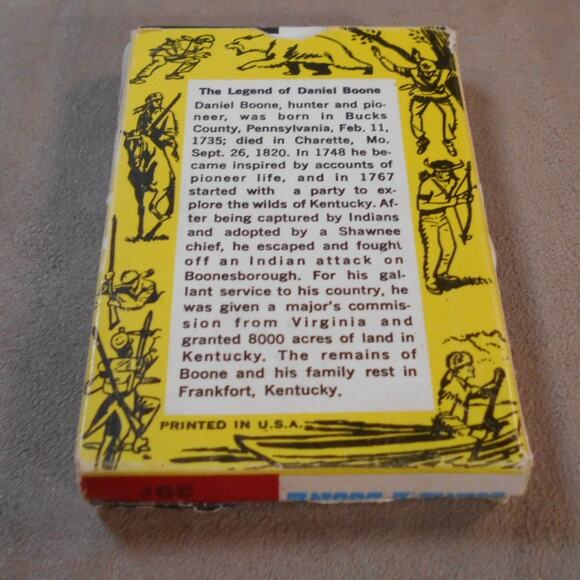 The Legend of Daniel Boone
Daniel Boone, hunter and pio-
neer, was born in Bucks
County, Pennsylvania, Feb. 11,
1735; died in Charette, Mo.
Sept. 26, 1820. In 1748 he be-
came inspired by accounts of
pioneer life, and in 1767
started with a party to ex-
plore the wilds of Kentucky. Af-
ter being captured by Indians
and adopted by a Shawnee
chief, he escaped and fought
off an Indian attack on
Boonesborough. For his gal-
lant service to his country, he
was given a major's commis-
sion from Virginia and
granted 8000 acres of land in
Kentucky. The remains of
Boone and his family rest in
Frankfort, Kentucky.
PRINTED IN U.S.A.